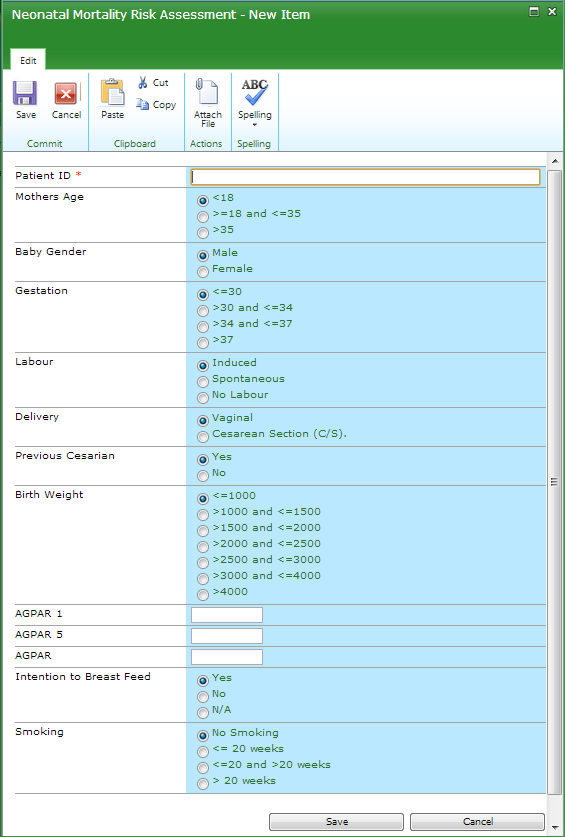 Neonatal Mortality Risk Assessment - New Item
Edit
Save
Cancel
Paste
Cut
Copy
Attach File
ABC
Spelling
Commit
Clipboard
Actions
Spelling
Patient ID *
Mothers Age
<18
>=18 and <=35
>35
Baby Gender
Male
Female
Gestation
<=30
>30 and <=34
>34 and <=37
>37
Labour
Induced
Spontaneous
No Labour
Delivery
Vaginal
Cesarean Section (C/S).
Previous Cesarian
Yes
No
Birth Weight
<=1000
>1000 and <=1500
>1500 and <=2000
>2000 and <=2500
>2500 and <=3000
>3000 and <=4000
>4000
AGPAR 1
AGPAR 5
AGPAR
Intention to Breast Feed
Yes
No
N/A
Smoking
No Smoking
<= 20 weeks
<=20 and >20 weeks
> 20 weeks
Save
Cancel